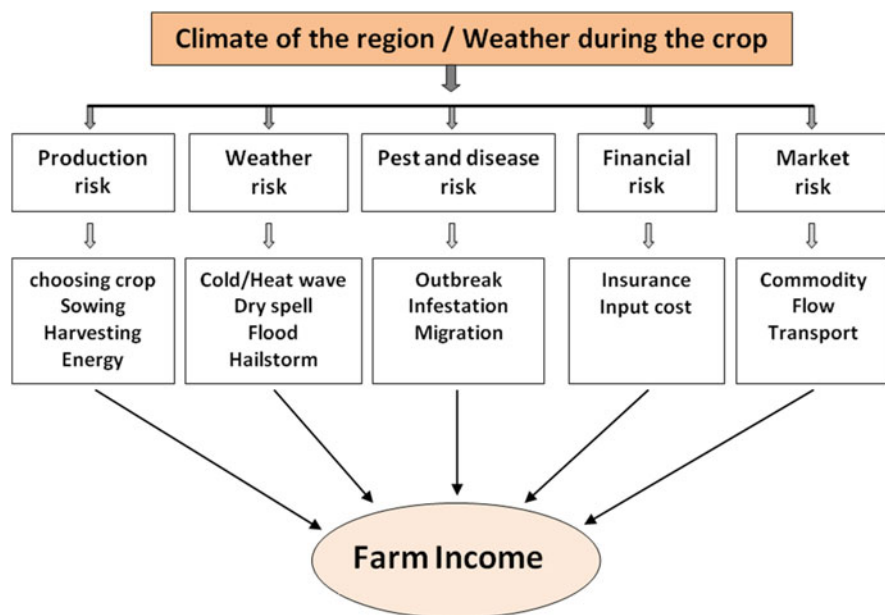 Climate of the region / Weather during the crop
Production
risk
Weather
risk
Pest and disease
risk
Financial
risk
Market
risk
choosing crop
Sowing
Harvesting
Energy
Cold/Heat wave
Dry spell
Flood
Hailstorm
Outbreak
Infestation
Migration
Insurance
Input cost
Commodity
Flow
Transport
Farm Income